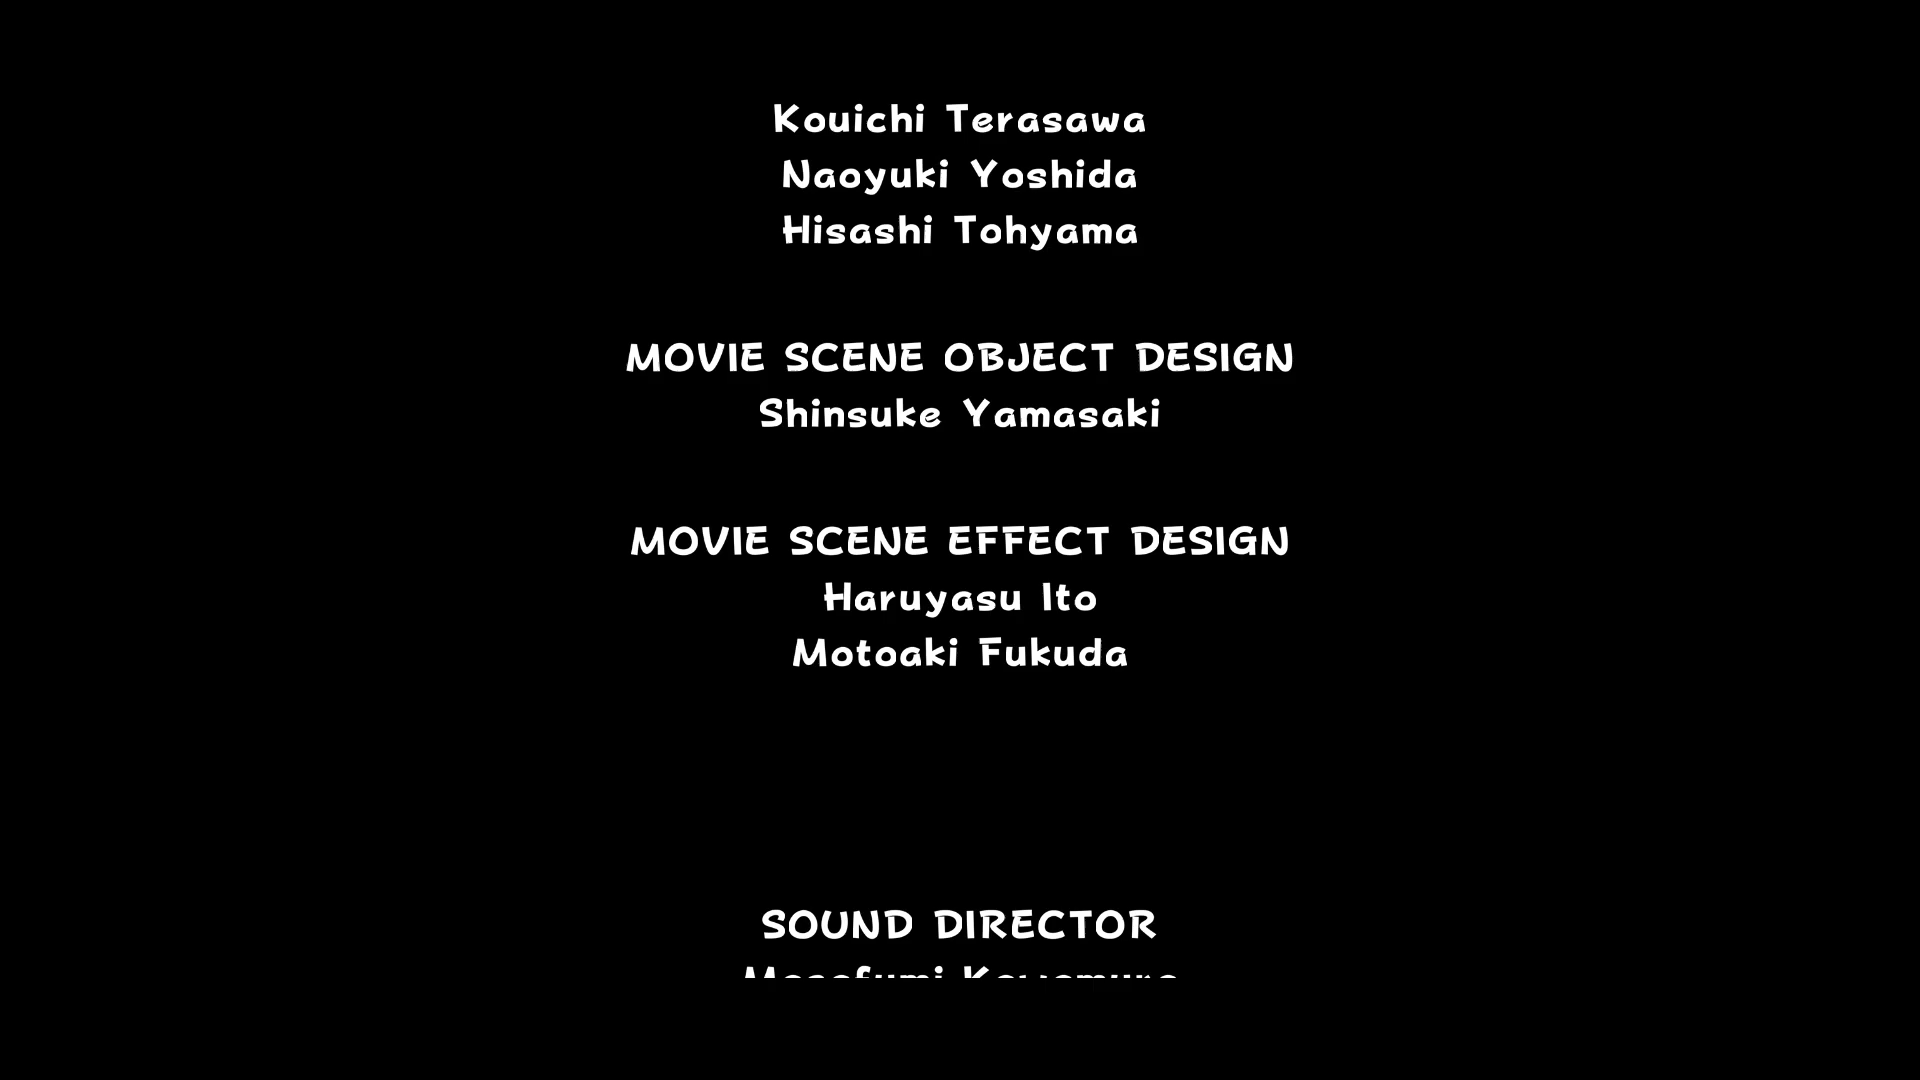 Kouichi Terasawa
Naoyuki Yoshida
Hisashi Tohyama
MOVIE SCENE OBJECT DESIGN
Shinsuke Yamasaki
MOVIE SCENE EFFECT DESIGN
Haruyasu Ito
Motoaki Fukuda
SOUND DIRECTOR